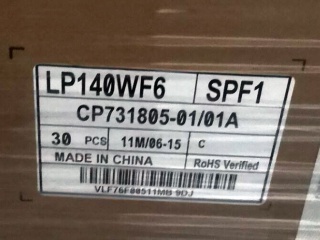 LP140WF6 SPF1
CP731805-01/01A
30 PCS 11M/06-15 C
MADE IN CHINA RoHS Verified